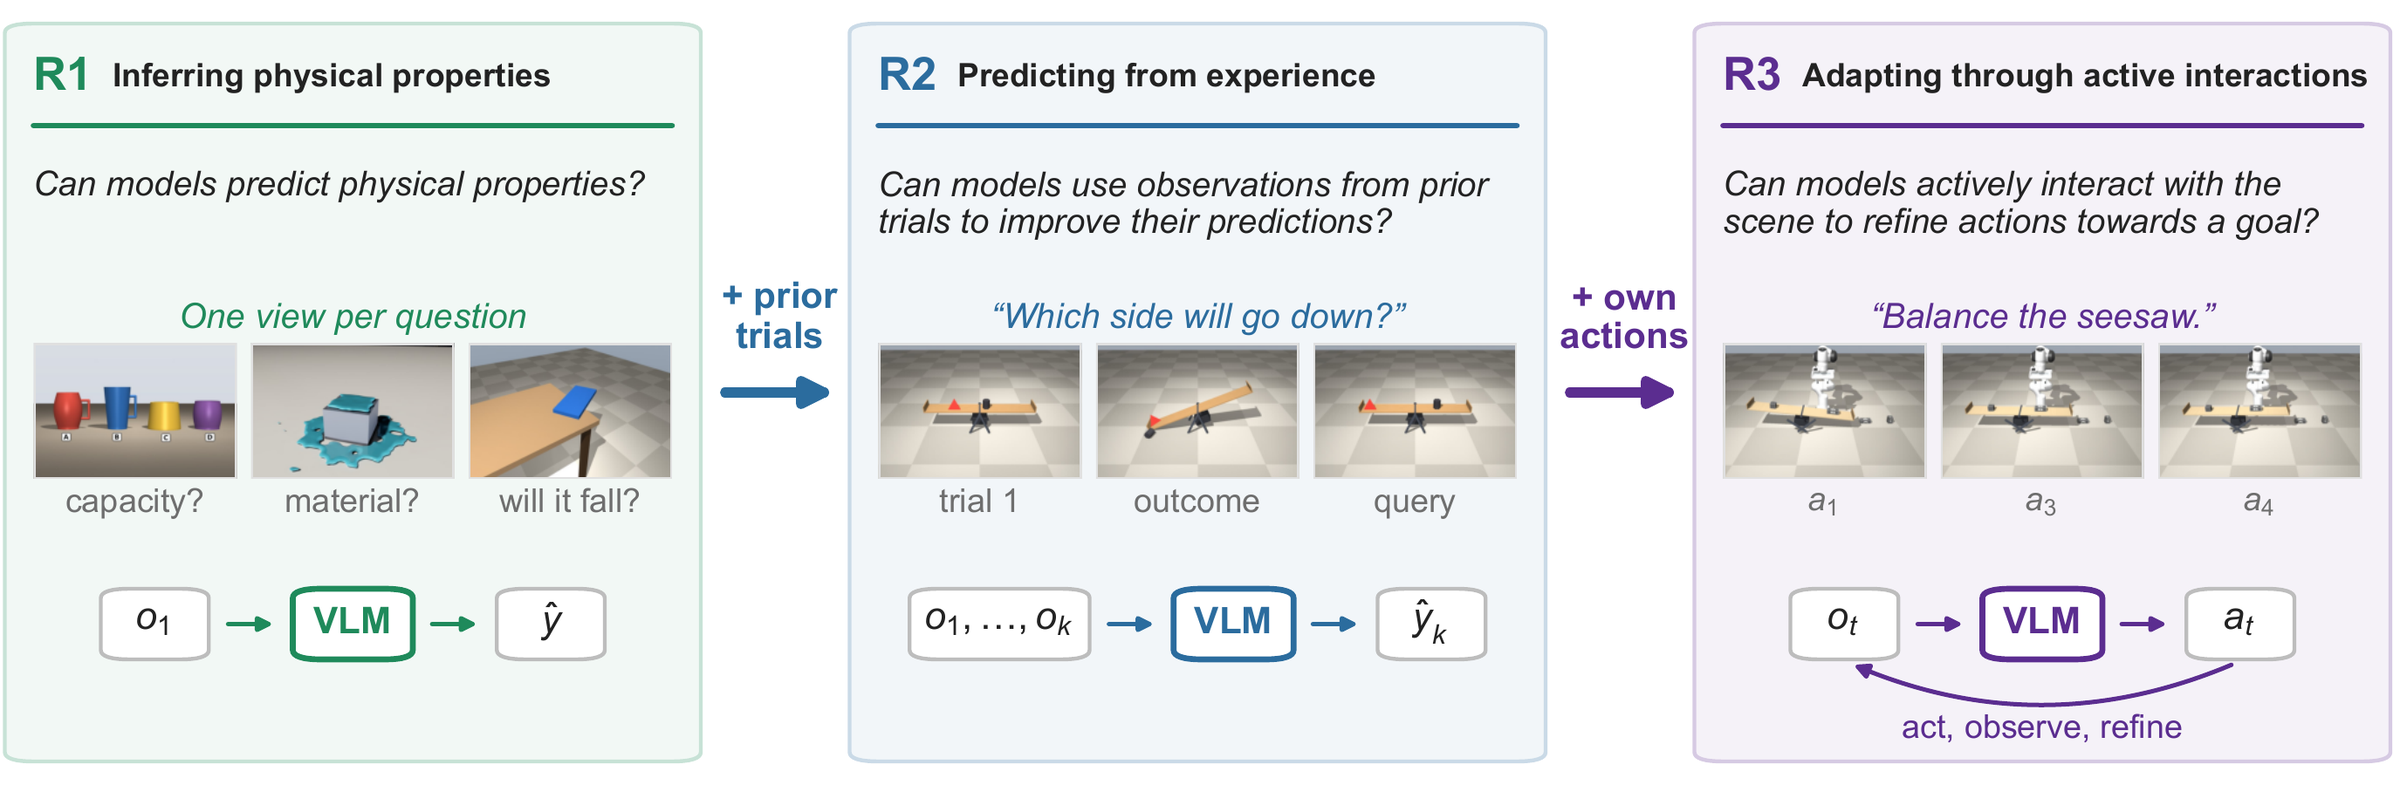 R1 Inferring physical properties
Can models predict physical properties?
One view per question
A B C D
capacity? material? will it fall?
o₁ VLM ŷ
+ prior
trials
R2 Predicting from experience
Can models use observations from prior
trials to improve their predictions?
“Which side will go down?”
trial 1 outcome query
o₁, …, oₖ VLM ŷₖ
+ own
actions
R3 Adapting through active interactions
Can models actively interact with the
scene to refine actions towards a goal?
“Balance the seesaw.”
a₁ a₃ a₄
oₜ VLM aₜ
act, observe, refine